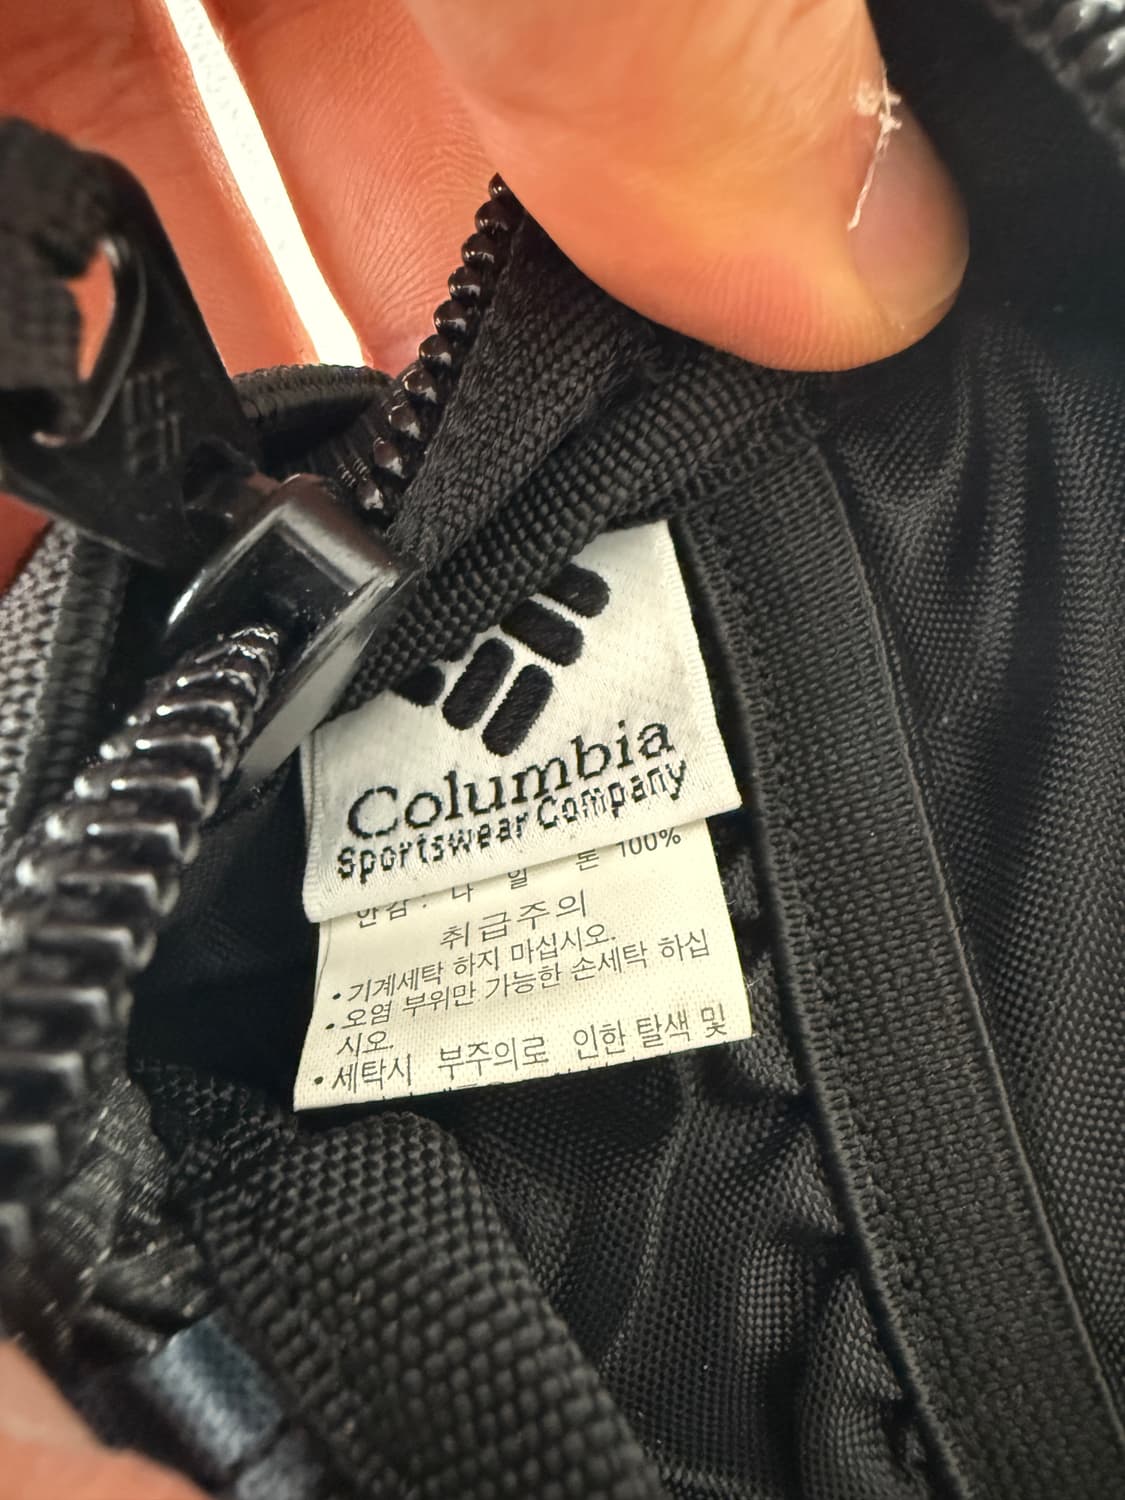 Columbia
Sportswear Company
안감 : 나 일 론 100%
취급주의
• 기계세탁 하지 마십시오.
• 오염 부위만 가능한 손세탁 하십
시오.
• 세탁시 부주의로 인한 탈색 및